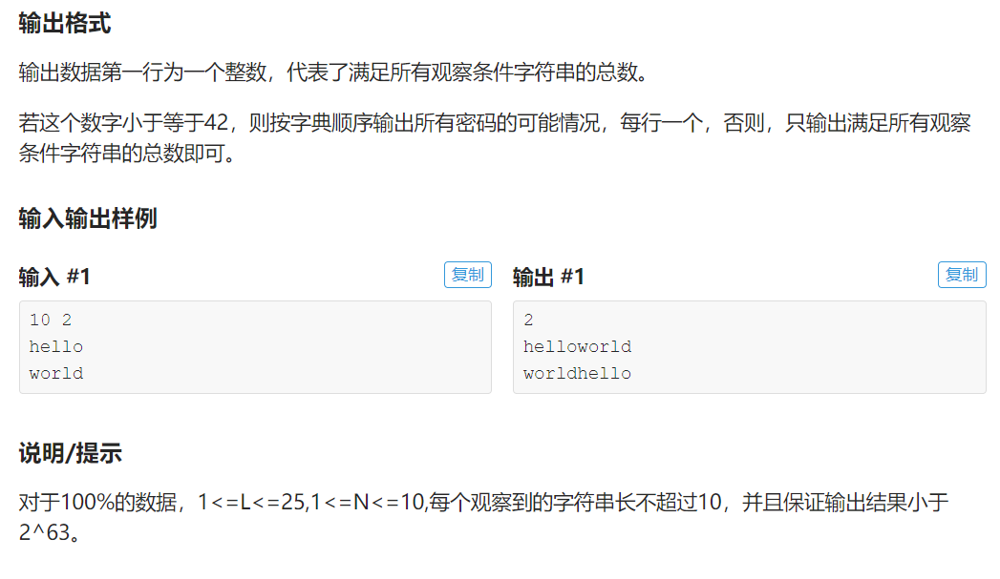 输出格式
输出数据第一行为一个整数，代表了满足所有观察条件字符串的总数。
若这个数字小于等于42，则按字典顺序输出所有密码的可能情况，每行一个，否则，只输出满足所有观察
条件字符串的总数即可。
输入输出样例
输入 #1
复制
10 2
hello
world
输出 #1
复制
2
helloworld
worldhello
说明/提示
对于100%的数据，1<=L<=25,1<=N<=10,每个观察到的字符串长不超过10，并且保证输出结果小于
2^63。